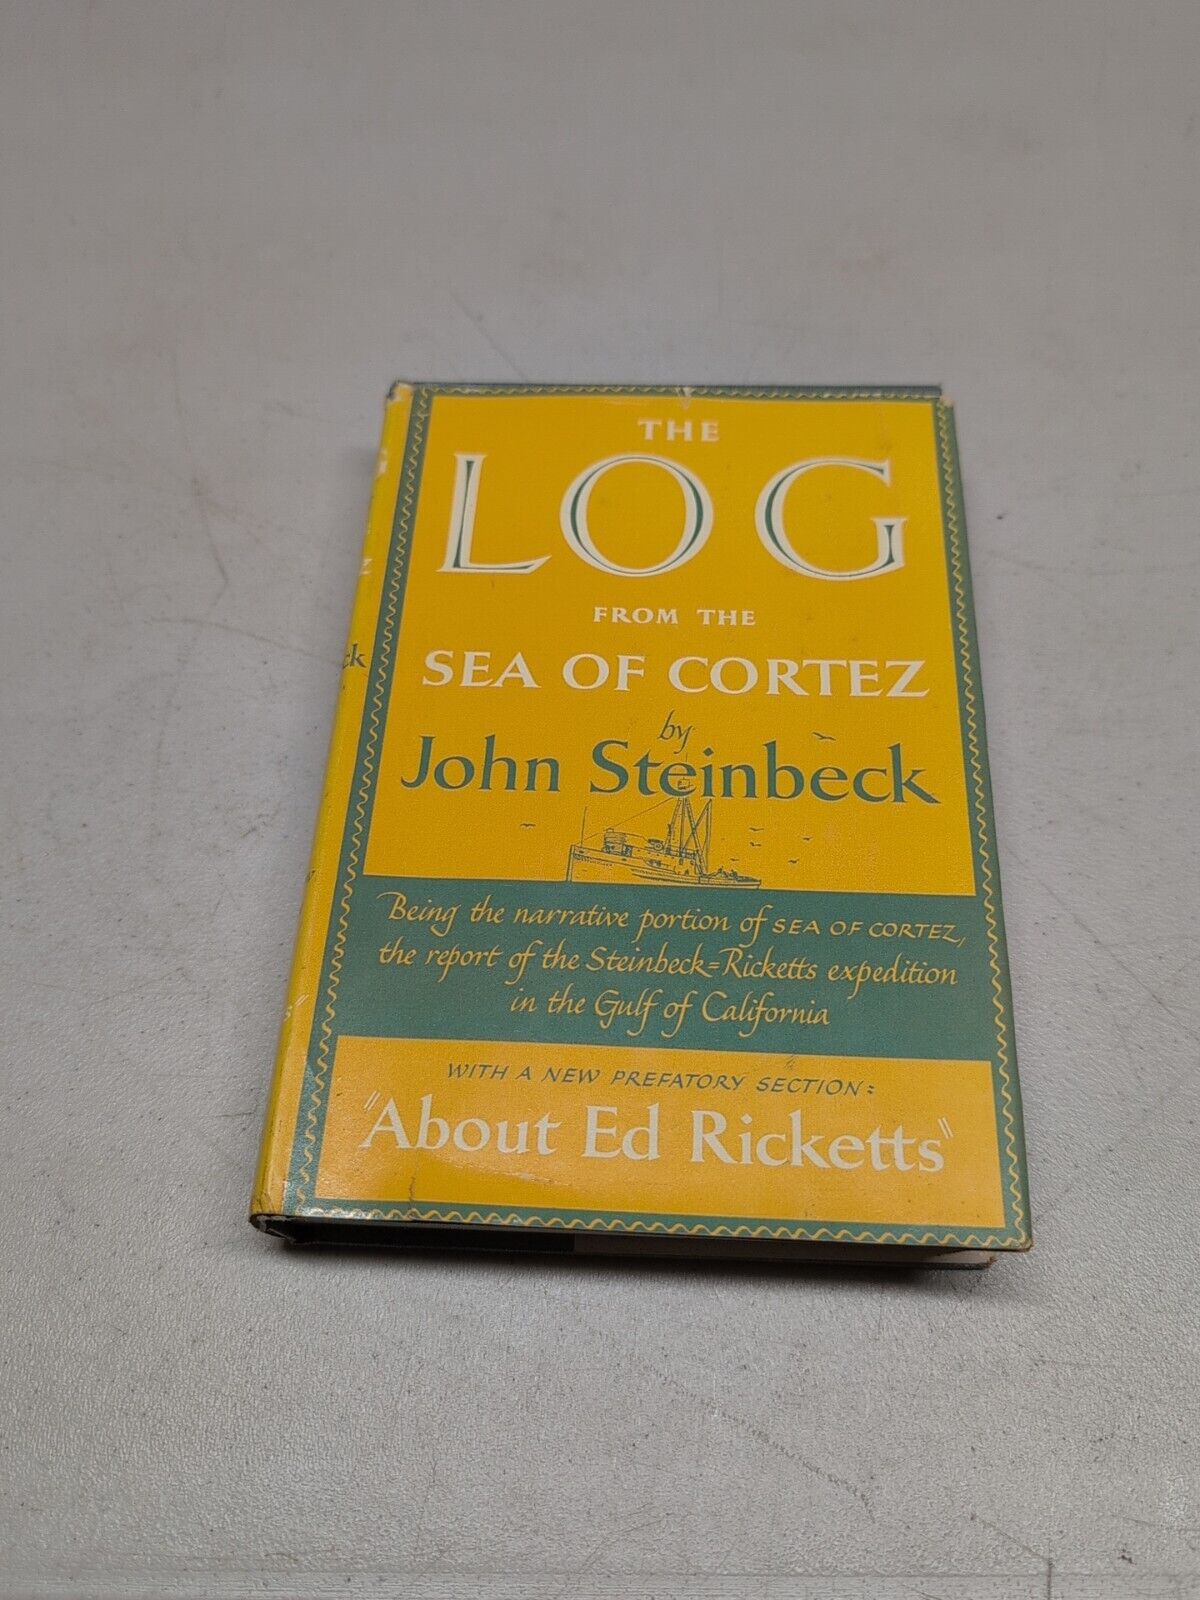 THE
LOG
FROM THE
SEA OF CORTEZ
by
John Steinbeck
Being the narrative portion of SEA OF CORTEZ,
the report of the Steinbeck=Ricketts expedition
in the Gulf of California
WITH A NEW PREFATORY SECTION:
"About Ed Ricketts"